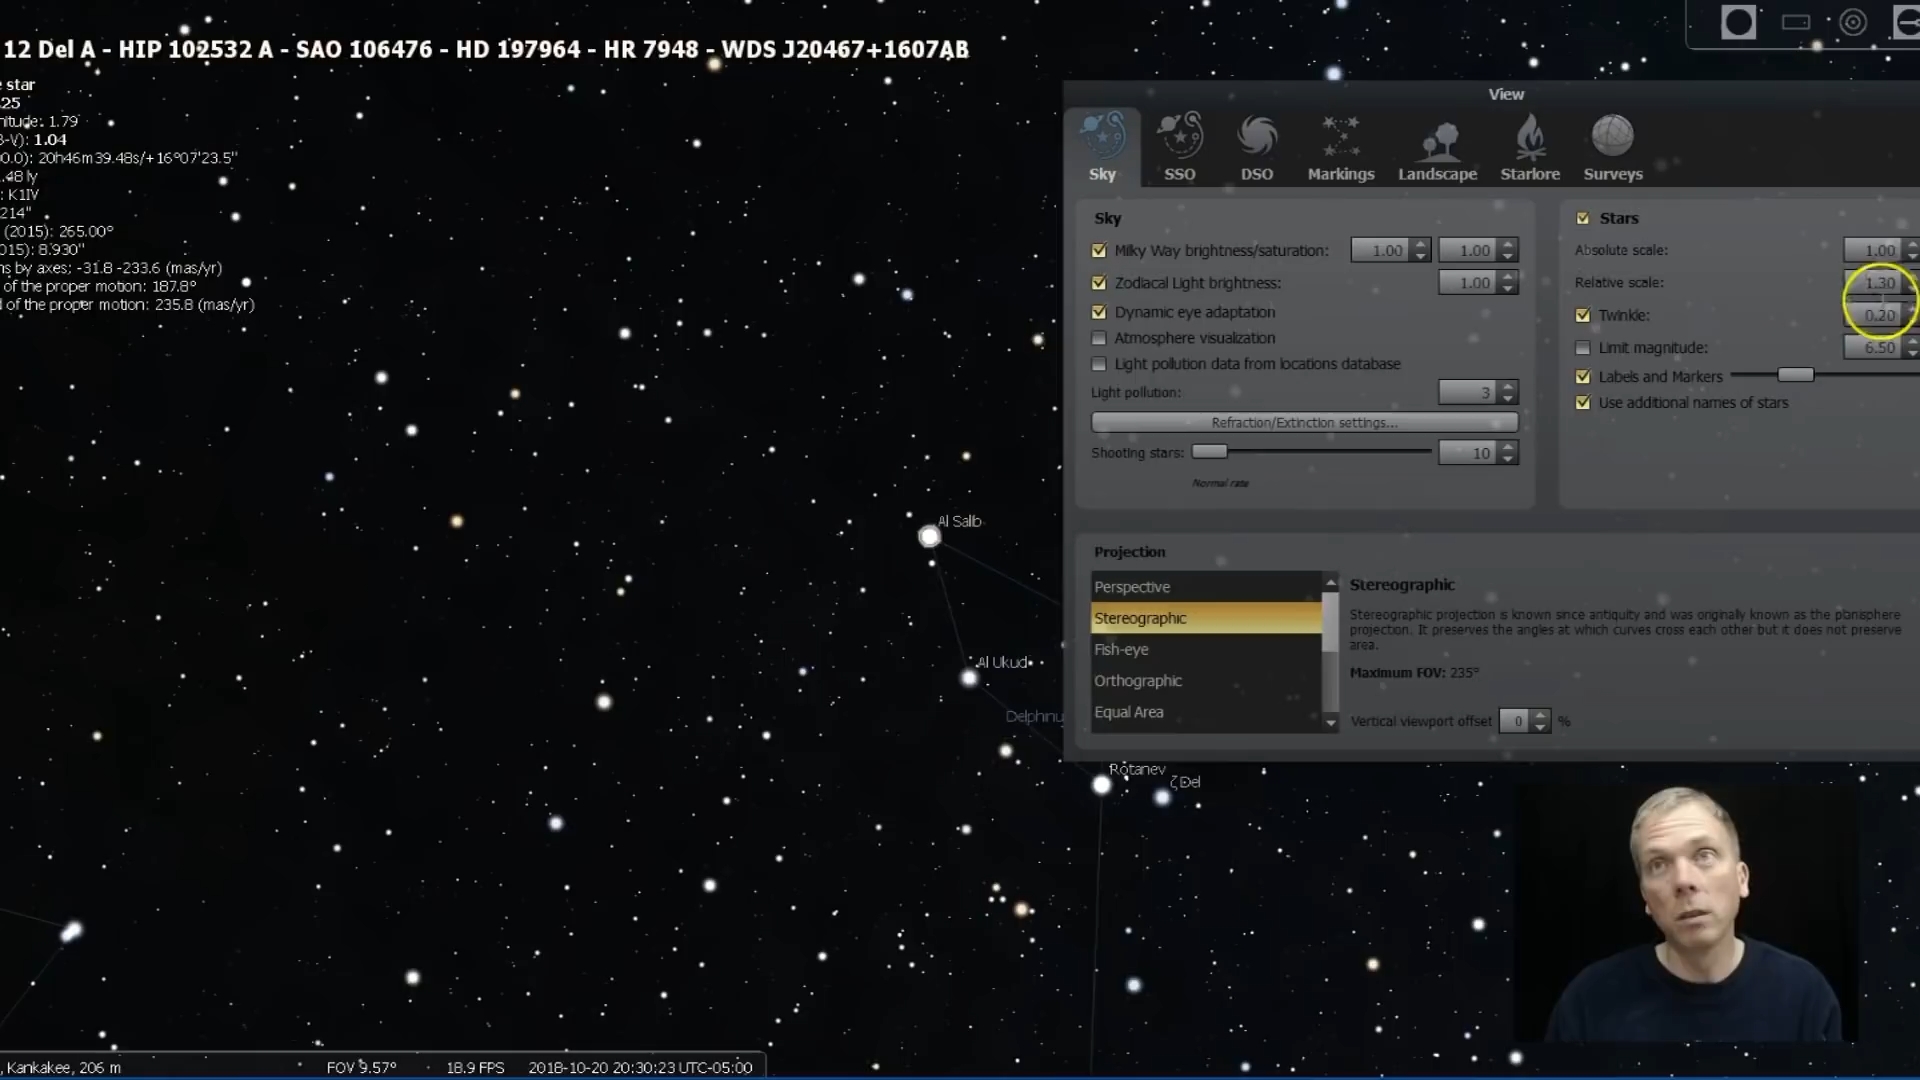 12 Del A - HIP 102532 A - SAO 106476 - HD 197964 - HR 7948 - WDS J20467+1607AB
e star
.25
nitude: 1.79
B-V): 1.04
00.0): 20h46m39.48s/+16°07'23.5"
.48 ly
: K1IV
214"
(2015): 265.00°
015): 8.930"
ns by axes: -31.8 -233.6 (mas/yr)
of the proper motion: 187.8°
d of the proper motion: 235.8 (mas/yr)
View
Sky SSO DSO Markings Landscape Starlore Surveys
Sky
Milky Way brightness/saturation: 1.00 1.00
Zodiacal Light brightness: 1.00
Dynamic eye adaptation
Atmosphere visualization
Light pollution data from locations database
Light pollution: 3
Refraction/Extinction settings...
Shooting stars: 10
Normal rate
Stars
Absolute scale: 1.00
Relative scale: 1.30
Twinkle: 0.20
Limit magnitude: 6.50
Labels and Markers
Use additional names of stars
Projection
Perspective
Stereographic
Fish-eye
Orthographic
Equal Area
Stereographic
Stereographic projection is known since antiquity and was originally known as the planisphere
projection. It preserves the angles at which curves cross each other but it does not preserve
area.
Maximum FOV: 235°
Vertical viewport offset 0 %
Al Salib
Al Ukud
Delphinu
Rotanev
ζ Del
, Kankakee, 206 m FOV 9.57° 18.9 FPS 2018-10-20 20:30:23 UTC-05:00